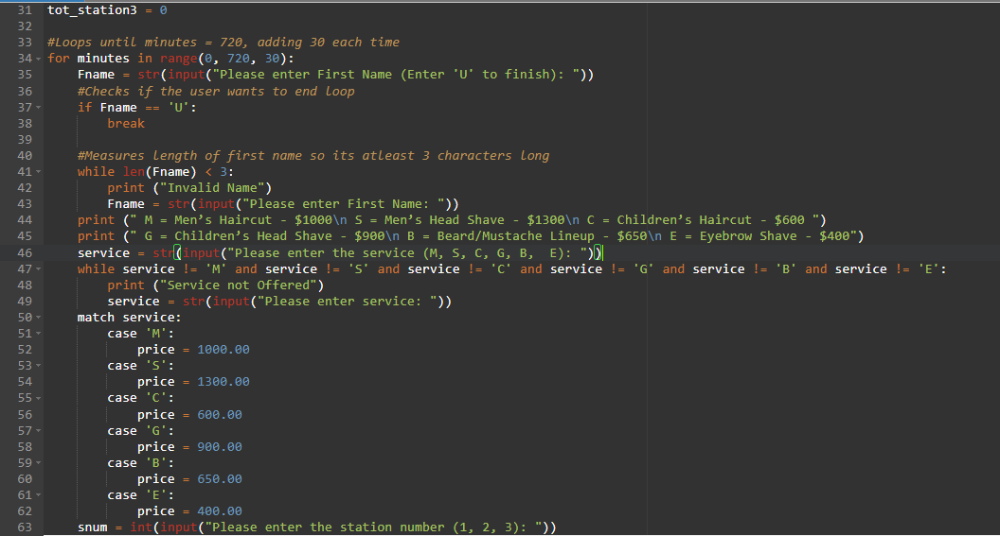 31 tot_station3 = 0
32
33 #Loops until minutes = 720, adding 30 each time
34 for minutes in range(0, 720, 30):
35     Fname = str(input("Please enter First Name (Enter 'U' to finish): "))
36     #Checks if the user wants to end loop
37     if Fname == 'U':
38         break
39
40     #Measures length of first name so its atleast 3 characters long
41     while len(Fname) < 3:
42         print ("Invalid Name")
43         Fname = str(input("Please enter First Name: "))
44     print (" M = Men’s Haircut - $1000\n S = Men’s Head Shave - $1300\n C = Children’s Haircut - $600 ")
45     print (" G = Children’s Head Shave - $900\n B = Beard/Mustache Lineup - $650\n E = Eyebrow Shave - $400")
46     service = str(input("Please enter the service (M, S, C, G, B,  E): "))
47     while service != 'M' and service != 'S' and service != 'C' and service != 'G' and service != 'B' and service != 'E':
48         print ("Service not Offered")
49         service = str(input("Please enter service: "))
50     match service:
51         case 'M':
52             price = 1000.00
53         case 'S':
54             price = 1300.00
55         case 'C':
56             price = 600.00
57         case 'G':
58             price = 900.00
59         case 'B':
60             price = 650.00
61         case 'E':
62             price = 400.00
63     snum = int(input("Please enter the station number (1, 2, 3): "))